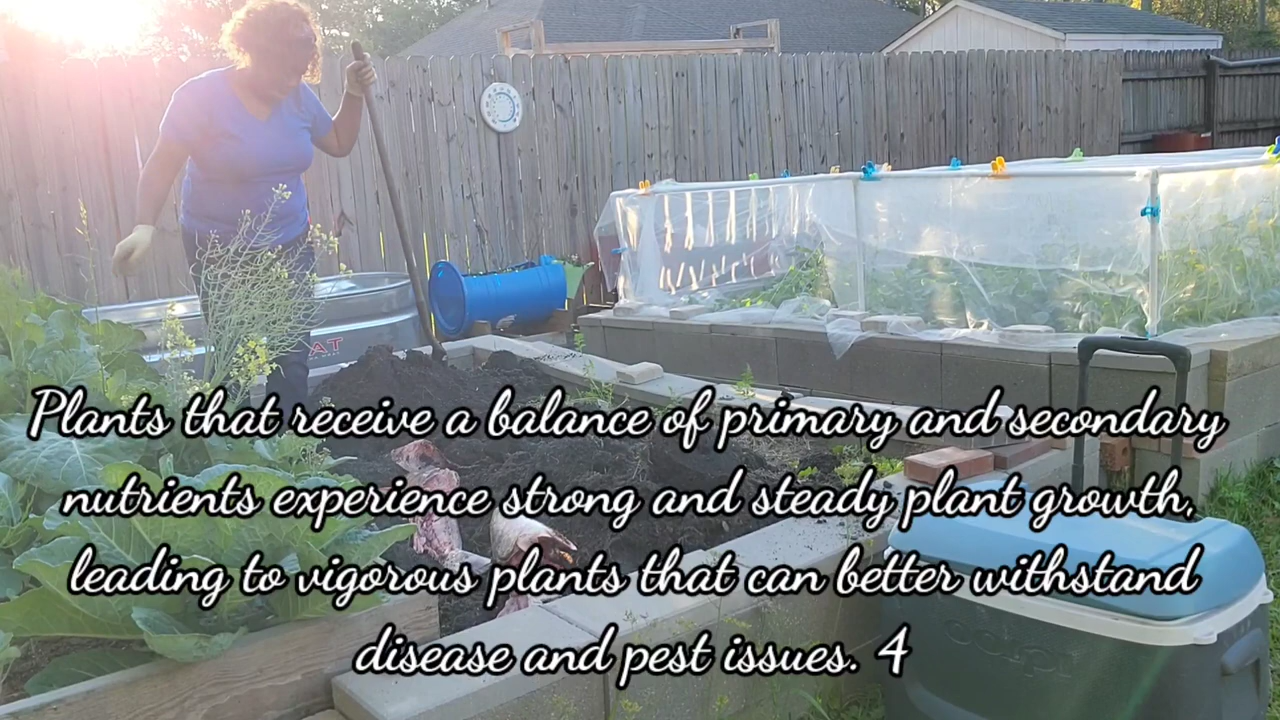 Plants that receive a balance of primary and secondary
nutrients experience strong and steady plant growth,
leading to vigorous plants that can better withstand
disease and pest issues. 4